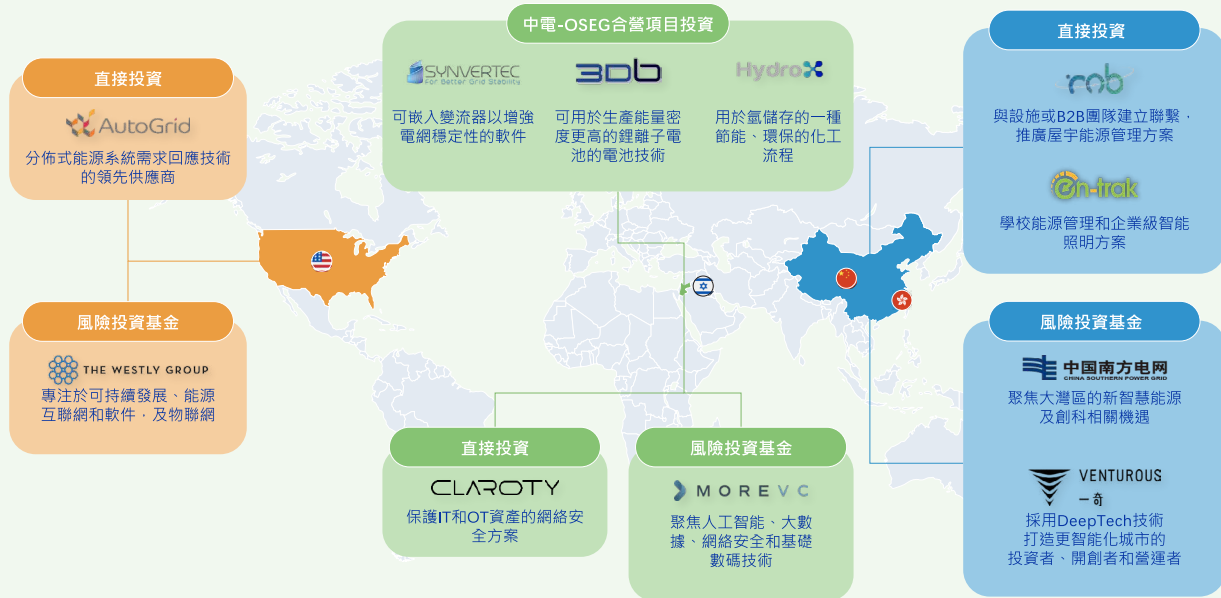 直接投資
AutoGrid
分佈式能源系統需求回應技術
的領先供應商
風險投資基金
THE WESTLY GROUP
專注於可持續發展、能源
互聯網和軟件，及物聯網
中電-OSEG合營項目投資
SYNVERTEC
For Better Grid Stability
可嵌入變流器以增強
電網穩定性的軟件
3Db
可用於生產能量密
度更高的鋰離子電
池的電池技術
HydroX
用於氫儲存的一種
節能、環保的化工
流程
直接投資
CLAROTY
保護IT和OT資產的網絡安
全方案
風險投資基金
MOREVC
聚焦人工智能、大數
據、網絡安全和基礎
數碼技術
直接投資
與設施或B2B團隊建立聯繫，
推廣屋宇能源管理方案
en-trak
學校能源管理和企業級智能
照明方案
風險投資基金
中国南方电网
CHINA SOUTHERN POWER GRID
聚焦大灣區的新智慧能源
及創科相關機遇
VENTUROUS
一奇
採用DeepTech技術
打造更智能化城市的
投資者、開創者和營運者